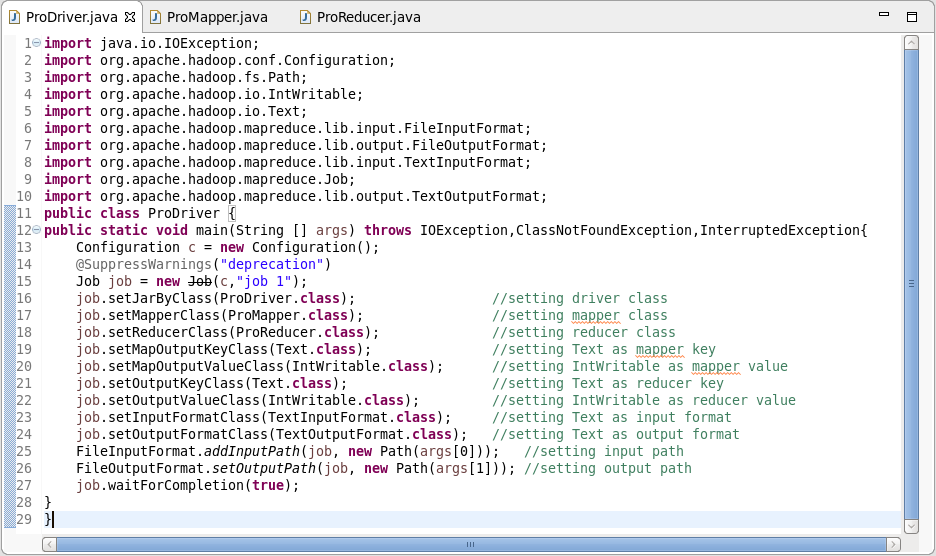 ProDriver.java ProMapper.java ProReducer.java
1 import java.io.IOException;
2 import org.apache.hadoop.conf.Configuration;
3 import org.apache.hadoop.fs.Path;
4 import org.apache.hadoop.io.IntWritable;
5 import org.apache.hadoop.io.Text;
6 import org.apache.hadoop.mapreduce.lib.input.FileInputFormat;
7 import org.apache.hadoop.mapreduce.lib.output.FileOutputFormat;
8 import org.apache.hadoop.mapreduce.lib.input.TextInputFormat;
9 import org.apache.hadoop.mapreduce.Job;
10 import org.apache.hadoop.mapreduce.lib.output.TextOutputFormat;
11 public class ProDriver {
12 public static void main(String [] args) throws IOException,ClassNotFoundException,InterruptedException{
13 Configuration c = new Configuration();
14 @SuppressWarnings("deprecation")
15 Job job = new Job(c,"job 1");
16 job.setJarByClass(ProDriver.class); //setting driver class
17 job.setMapperClass(ProMapper.class); //setting mapper class
18 job.setReducerClass(ProReducer.class); //setting reducer class
19 job.setMapOutputKeyClass(Text.class); //setting Text as mapper key
20 job.setMapOutputValueClass(IntWritable.class); //setting IntWritable as mapper value
21 job.setOutputKeyClass(Text.class); //setting Text as reducer key
22 job.setOutputValueClass(IntWritable.class); //setting IntWritable as reducer value
23 job.setInputFormatClass(TextInputFormat.class); //setting Text as input format
24 job.setOutputFormatClass(TextOutputFormat.class); //setting Text as output format
25 FileInputFormat.addInputPath(job, new Path(args[0])); //setting input path
26 FileOutputFormat.setOutputPath(job, new Path(args[1])); //setting output path
27 job.waitForCompletion(true);
28 }
29 }